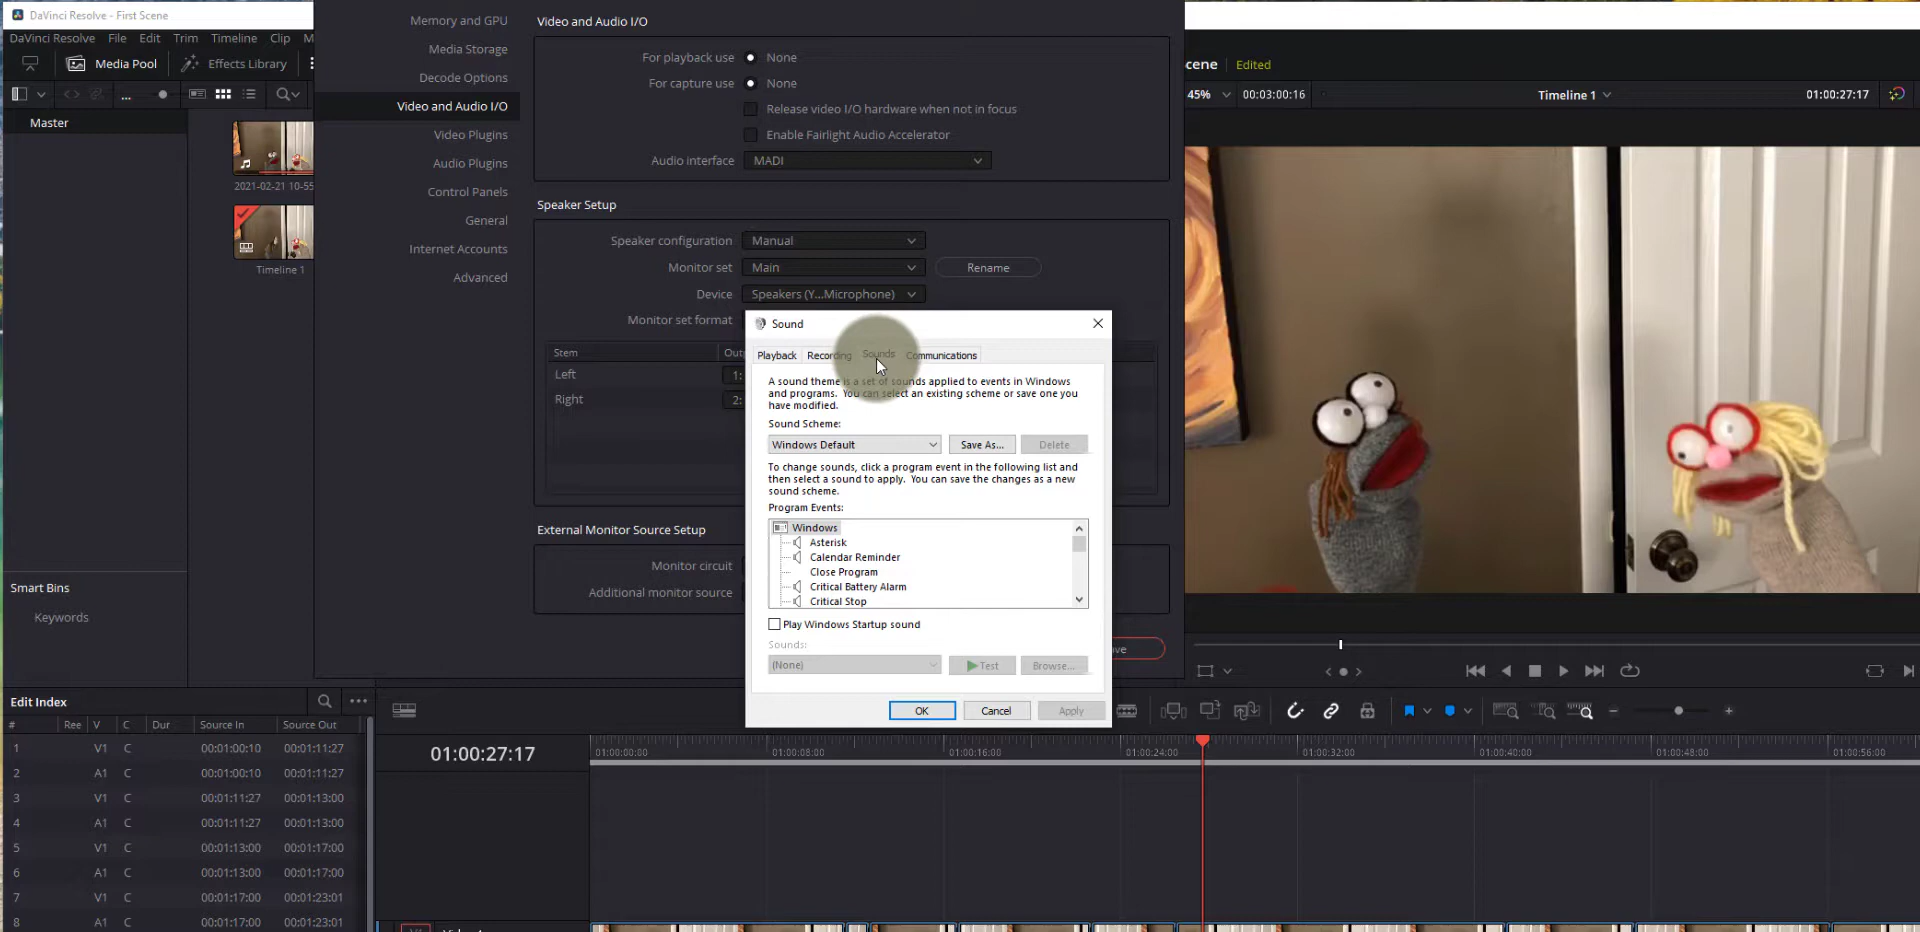 DaVinci Resolve - First Scene
DaVinci Resolve File Edit Trim Timeline Clip M
Media Pool Effects Library
Master
2021-02-21 10-55
Timeline 1
Smart Bins
Keywords
Memory and GPU
Media Storage
Decode Options
Video and Audio I/O
Video Plugins
Audio Plugins
Control Panels
General
Internet Accounts
Advanced
Video and Audio I/O
For playback use None
For capture use None
Release video I/O hardware when not in focus
Enable Fairlight Audio Accelerator
Audio interface MADI
Speaker Setup
Speaker configuration Manual
Monitor set Main Rename
Device Speakers (Y...Microphone)
Monitor set format
Stem Out
Left 1:
Right 2:
External Monitor Source Setup
Monitor circuit
Additional monitor source
ve
Sound
Playback Recording Sounds Communications
A sound theme is a set of sounds applied to events in Windows
and programs. You can select an existing scheme or save one you
have modified.
Sound Scheme:
Windows Default Save As... Delete
To change sounds, click a program event in the following list and
then select a sound to apply. You can save the changes as a new
sound scheme.
Program Events:
Windows
Asterisk
Calendar Reminder
Close Program
Critical Battery Alarm
Critical Stop
Play Windows Startup sound
Sounds:
(None) Test Browse...
OK Cancel Apply
cene Edited
45% 00:03:00:16 Timeline 1 01:00:27:17
Edit Index
# Ree V C Dur Source In Source Out
1 V1 C 00:01:00:10 00:01:11:27
2 A1 C 00:01:00:10 00:01:11:27
3 V1 C 00:01:11:27 00:01:13:00
4 A1 C 00:01:11:27 00:01:13:00
5 V1 C 00:01:13:00 00:01:17:00
6 A1 C 00:01:13:00 00:01:17:00
7 V1 C 00:01:17:00 00:01:23:01
8 A1 C 00:01:17:00 00:01:23:01
01:00:27:17
01:00:00:00 01:00:08:00 01:00:16:00 01:00:24:00 01:00:32:00 01:00:40:00 01:00:48:00 01:00:56:00